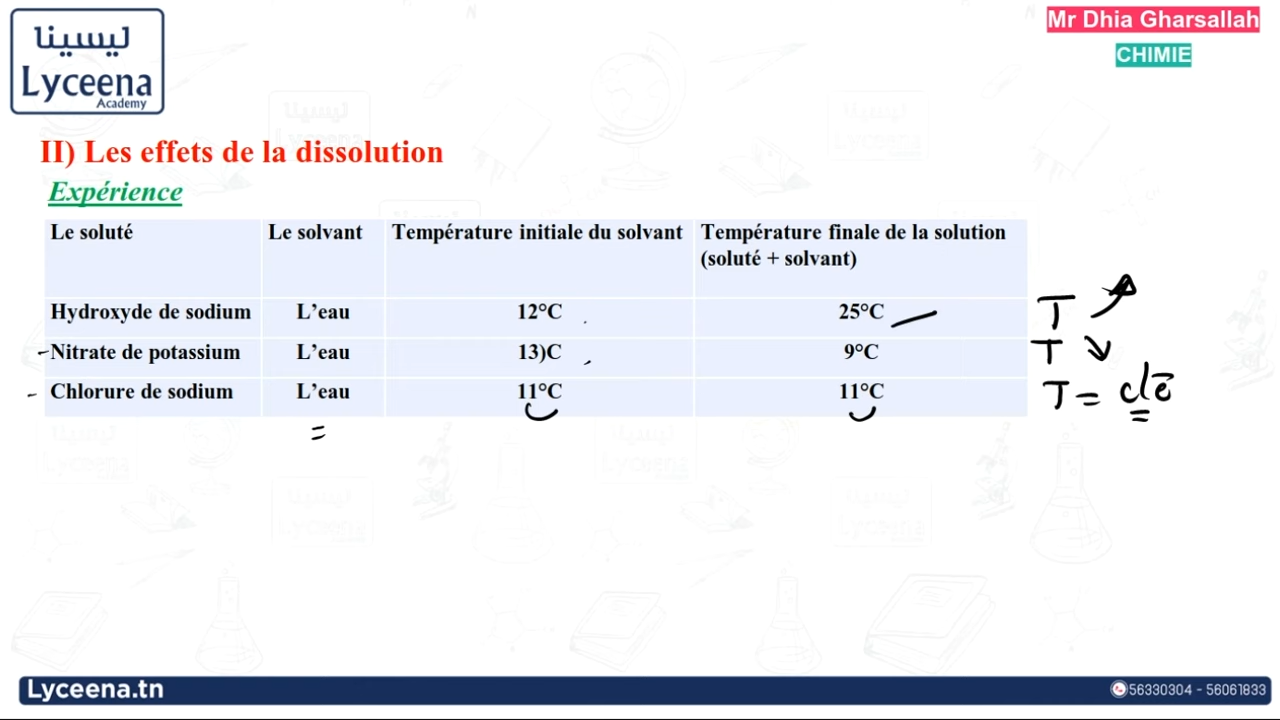 ليسينا
Lyceena
Academy
Mr Dhia Gharsallah
CHIMIE
II) Les effets de la dissolution
Expérience
Le soluté Le solvant Température initiale du solvant Température finale de la solution (soluté + solvant)
Hydroxyde de sodium L'eau 12°C 25°C T ↗
-Nitrate de potassium L'eau 13)C 9°C T ↘
- Chlorure de sodium L'eau 11°C 11°C T =
Lyceena.tn
56330304 - 56061833